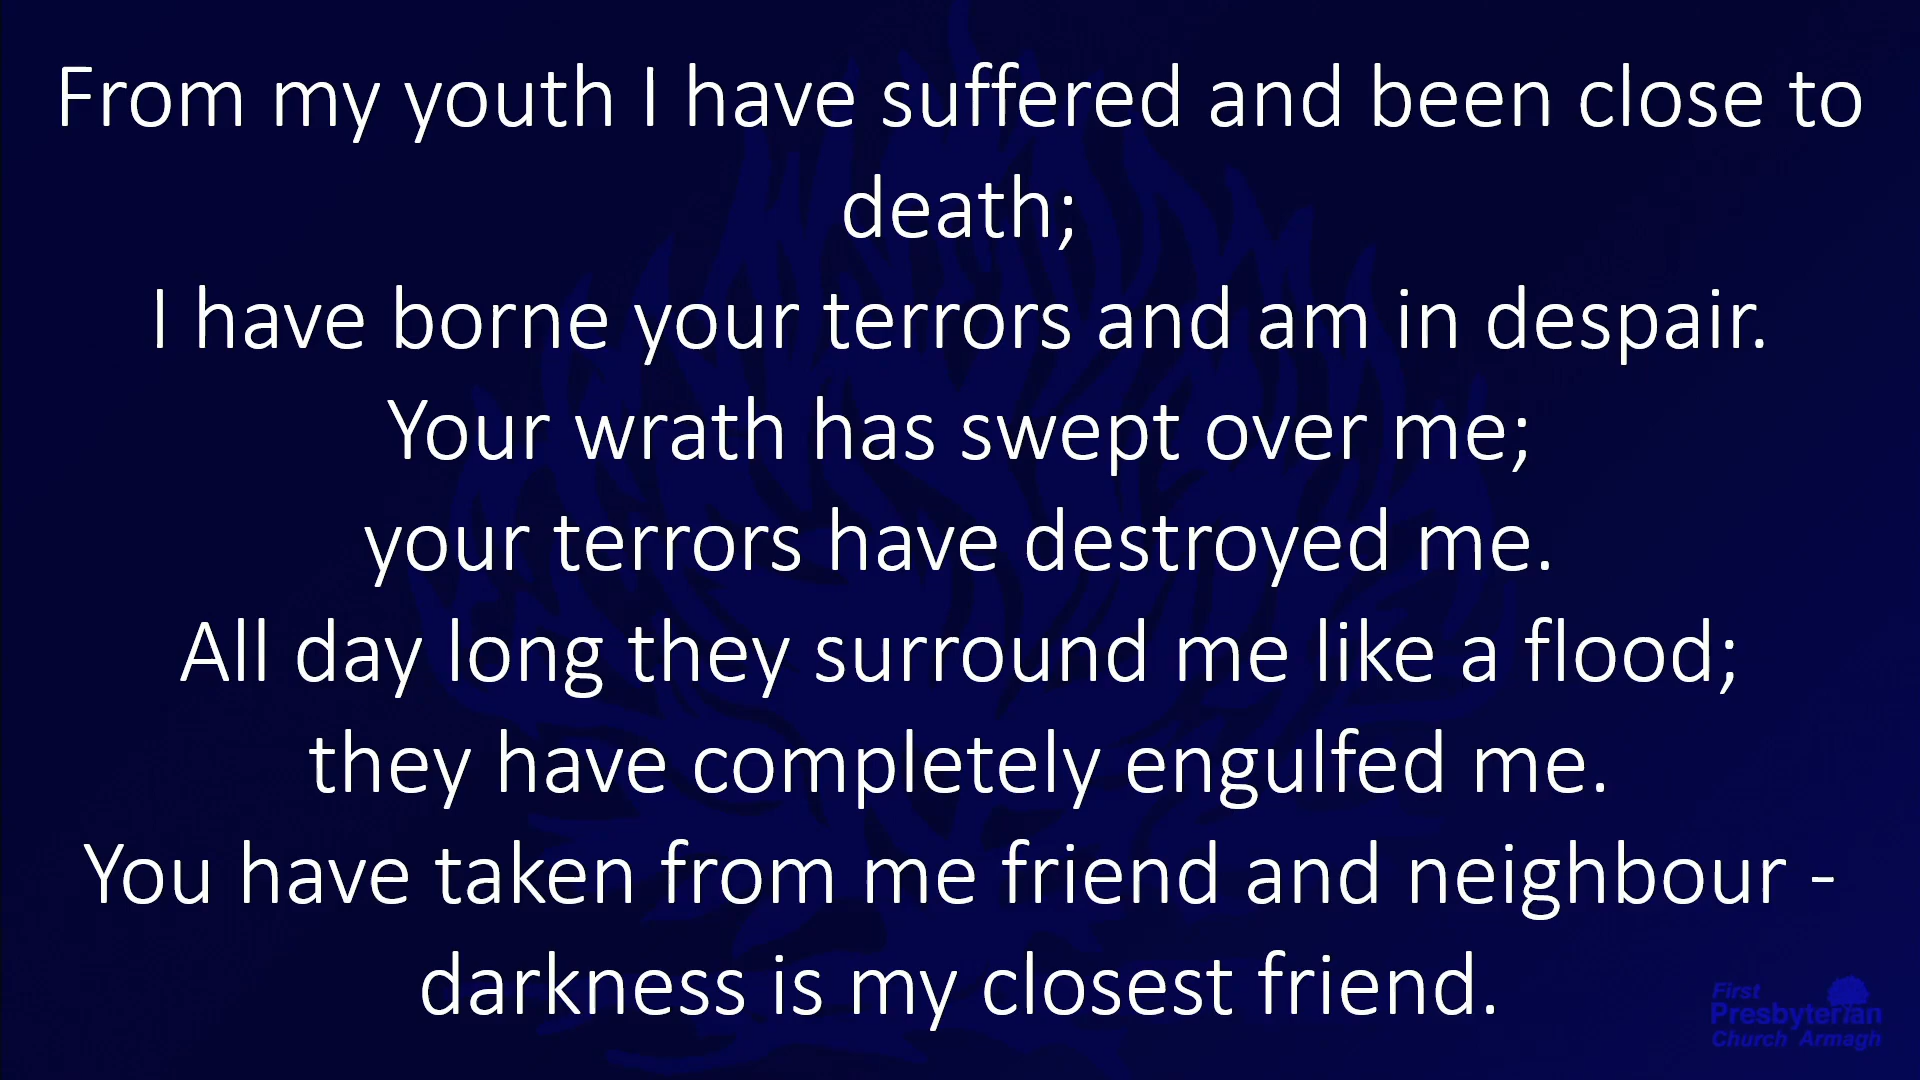 From my youth I have suffered and been close to
death;
I have borne your terrors and am in despair.
Your wrath has swept over me;
your terrors have destroyed me.
All day long they surround me like a flood;
they have completely engulfed me.
You have taken from me friend and neighbour -
darkness is my closest friend.
First
Presbyterian
Church Armagh